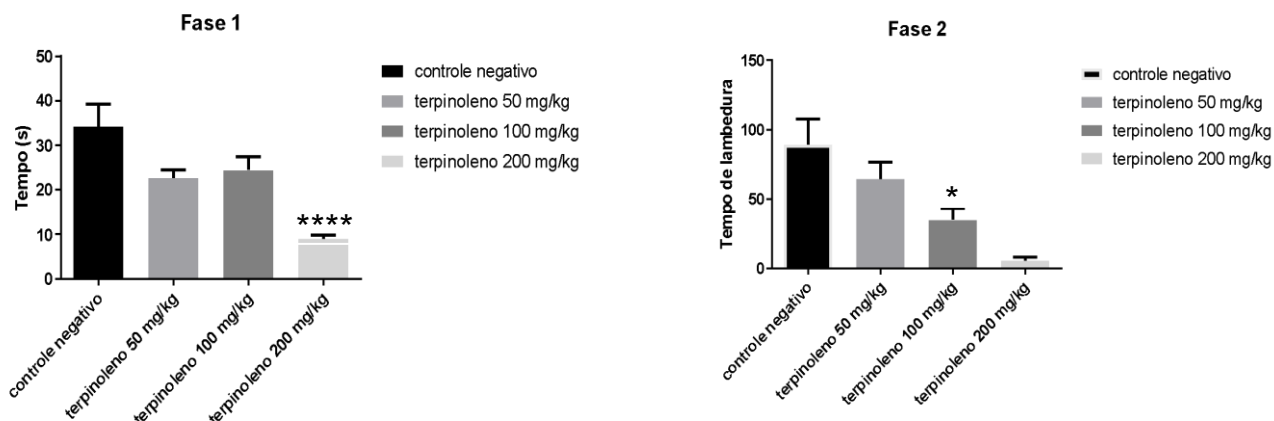 Fase 1
Tempo (s)
50
40
30
20
10
0
****
controle negativo
terpinoleno 50 mg/kg
terpinoleno 100 mg/kg
terpinoleno 200 mg/kg
controle negativo
terpinoleno 50 mg/kg
terpinoleno 100 mg/kg
terpinoleno 200 mg/kg
Fase 2
Tempo de lambedura
150
100
50
0
*
controle negativo
terpinoleno 50 mg/kg
terpinoleno 100 mg/kg
terpinoleno 200 mg/kg
controle negativo
terpinoleno 50 mg/kg
terpinoleno 100 mg/kg
terpinoleno 200 mg/kg